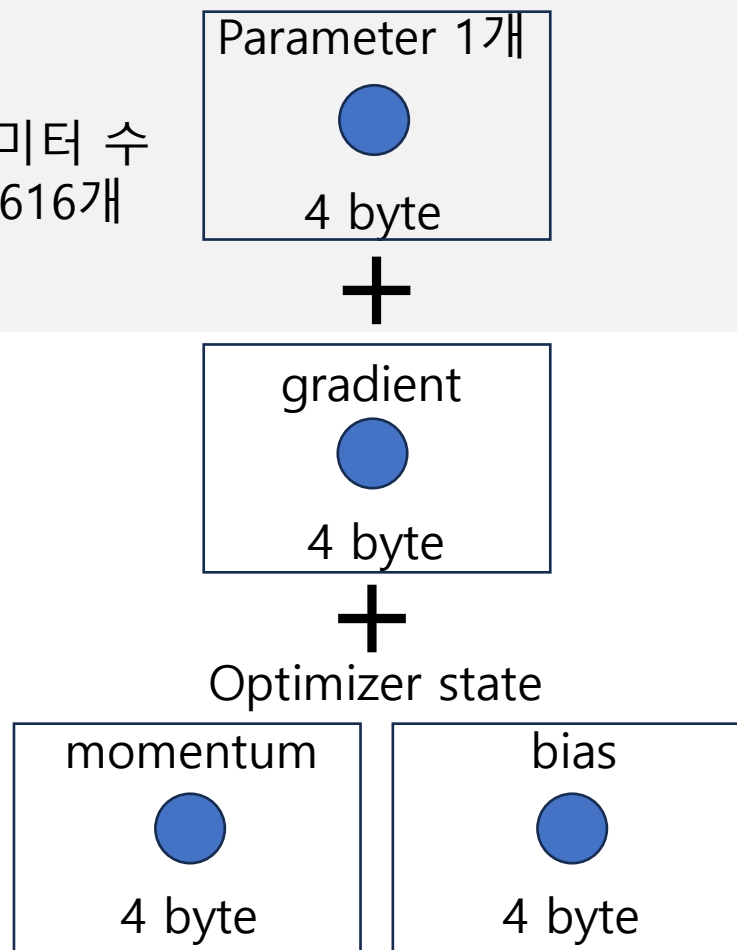 Parameter 1개
미터 수
616개
4 byte
+
gradient
4 byte
+
Optimizer state
momentum
bias
4 byte
4 byte